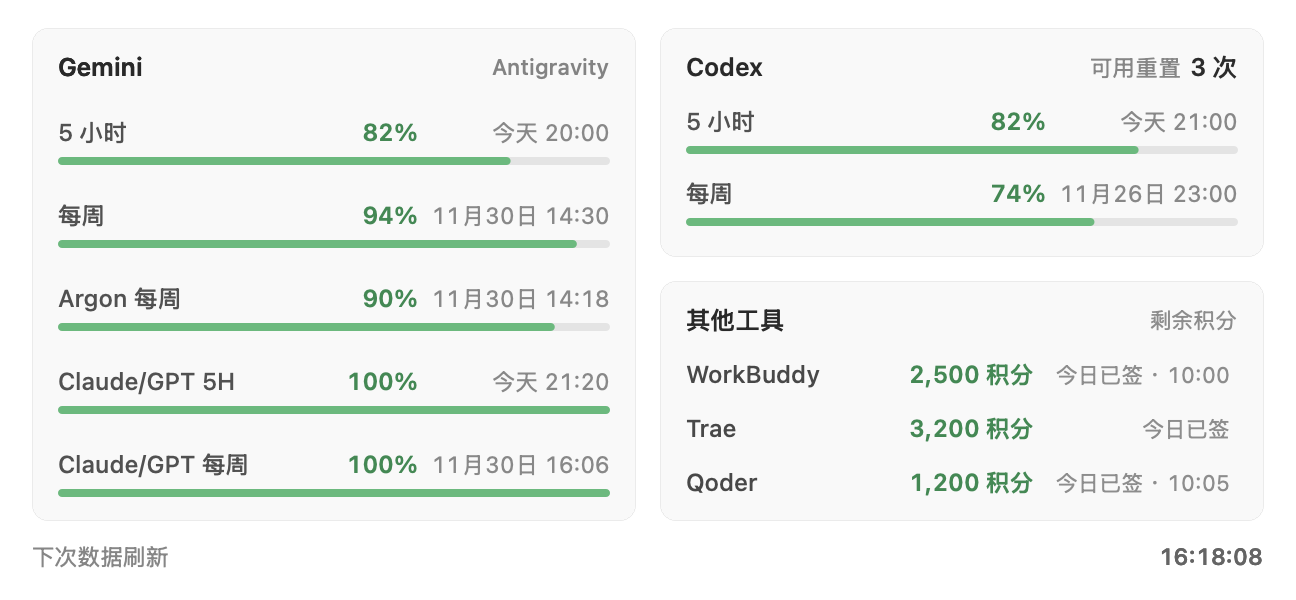 Gemini Antigravity
5 小时 82% 今天 20:00
每周 94% 11月30日 14:30
Argon 每周 90% 11月30日 14:18
Claude/GPT 5H 100% 今天 21:20
Claude/GPT 每周 100% 11月30日 16:06
Codex 可用重置 3 次
5 小时 82% 今天 21:00
每周 74% 11月26日 23:00
其他工具 剩余积分
WorkBuddy 2,500 积分 今日已签 · 10:00
Trae 3,200 积分 今日已签
Qoder 1,200 积分 今日已签 · 10:05
下次数据刷新 16:18:08